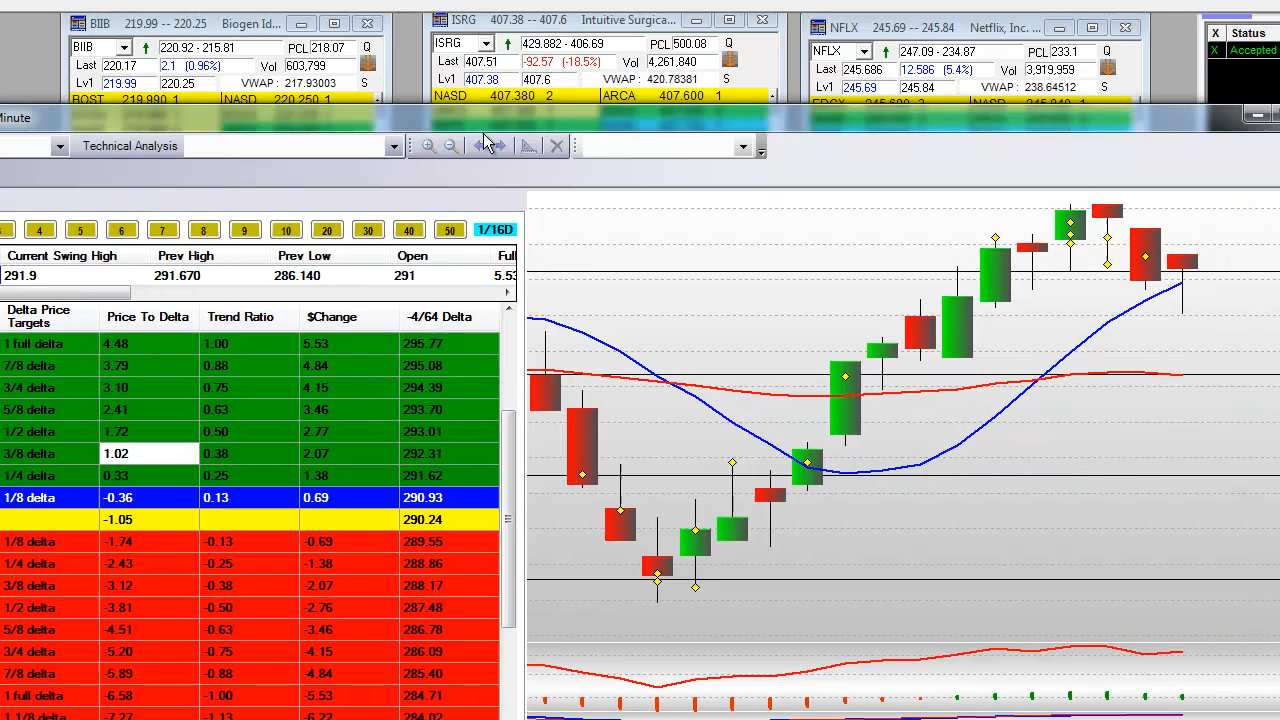 BIIB 219.99 -- 220.25 Biogen Id...
BIIB 220.92 - 215.81 PCL 218.07 Q
Last 220.17 2.1 (0.96%) Vol 603,799
Lv1 219.99 220.25 VWAP : 217.93003 S
BOST 219.990 1 NASD 220.250 1
ISRG 407.38 -- 407.6 Intuitive Surgica...
ISRG 429.882 - 406.69 PCL 500.08 Q
Last 407.51 Vol 4,261,840
Lv1 407.38 407.6 VWAP : 420.78381 S
NASD 407.380 2 ARCA 407.600 1
NFLX 245.69 -- 245.84 Netflix, Inc. ...
NFLX 247.09 - 234.87 PCL 233.1 Q
Last 245.686 12.586 (5.4%) Vol 3,919,959
Lv1 245.69 245.84 VWAP : 238.64512 S
X Status
X Accepted
Minute
Technical Analysis
4 5 6 7 8 9 10 20 30 40 50 1/16D
Current Swing High Prev High Prev Low Open Full
291.9 291.670 286.140 291 5.53
Delta Price Targets Price To Delta Trend Ratio $Change -4/64 Delta
1 full delta 4.48 1.00 5.53 295.77
7/8 delta 3.79 0.88 4.84 295.08
3/4 delta 3.10 0.75 4.15 294.39
5/8 delta 2.41 0.63 3.46 293.70
1/2 delta 1.72 0.50 2.77 293.01
3/8 delta 1.02 0.38 2.07 292.31
1/4 delta 0.33 0.25 1.38 291.62
1/8 delta -0.36 0.13 0.69 290.93
-1.05 290.24
1/8 delta -1.74 -0.13 -0.69 289.55
1/4 delta -2.43 -0.25 -1.38 288.86
3/8 delta -3.12 -0.38 -2.07 288.17
1/2 delta -3.81 -0.50 -2.76 287.48
5/8 delta -4.51 -0.63 -3.46 286.78
3/4 delta -5.20 -0.75 -4.15 286.09
7/8 delta -5.89 -0.88 -4.84 285.40
1 full delta -6.58 -1.00 -5.53 284.71
1 1/8 delta -7.27 -1.13 -6.22 284.02